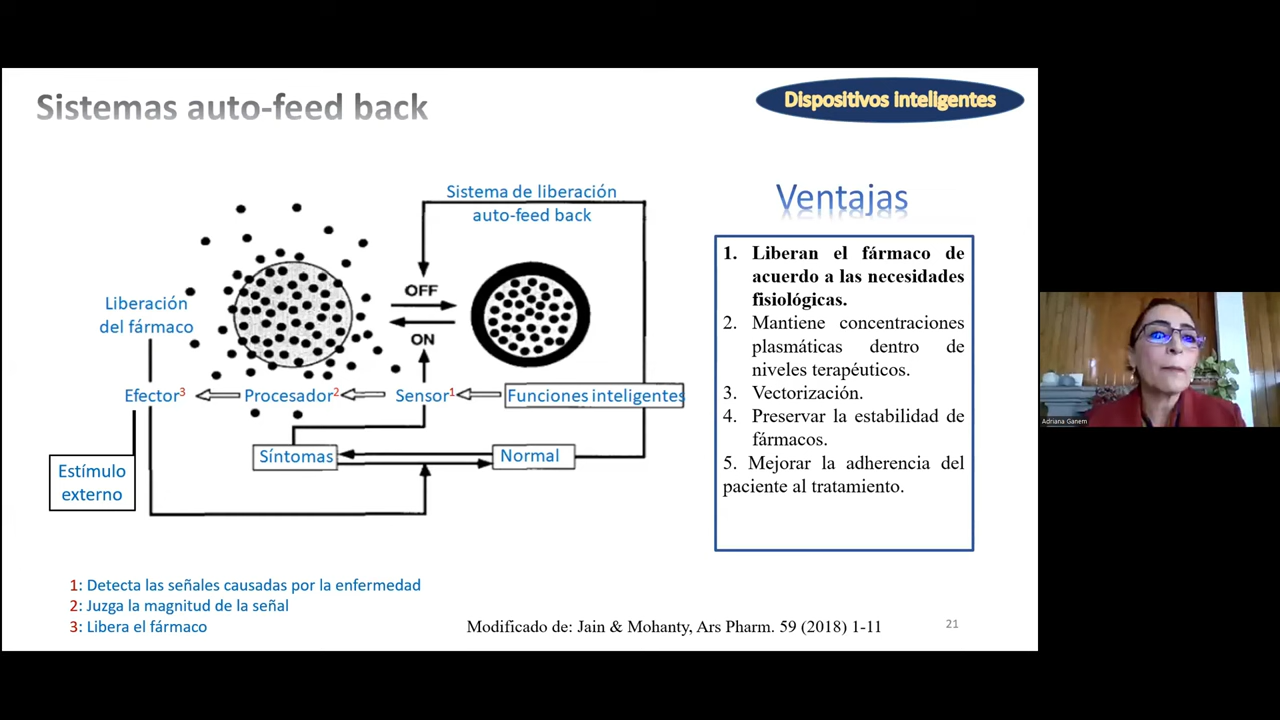 Sistemas auto-feed back
Dispositivos inteligentes
Sistema de liberación
auto-feed back
OFF
ON
Liberación
del fármaco
Efector3
Procesador2
Sensor1
Funciones inteligentes
Síntomas
Normal
Estímulo
externo
1: Detecta las señales causadas por la enfermedad
2: Juzga la magnitud de la señal
3: Libera el fármaco
Ventajas
1. Liberan el fármaco de
acuerdo a las necesidades
fisiológicas.
2. Mantiene concentraciones
plasmáticas dentro de
niveles terapéuticos.
3. Vectorización.
4. Preservar la estabilidad de
fármacos.
5. Mejorar la adherencia del
paciente al tratamiento.
Modificado de: Jain & Mohanty, Ars Pharm. 59 (2018) 1-11
21
Adriana Ganem